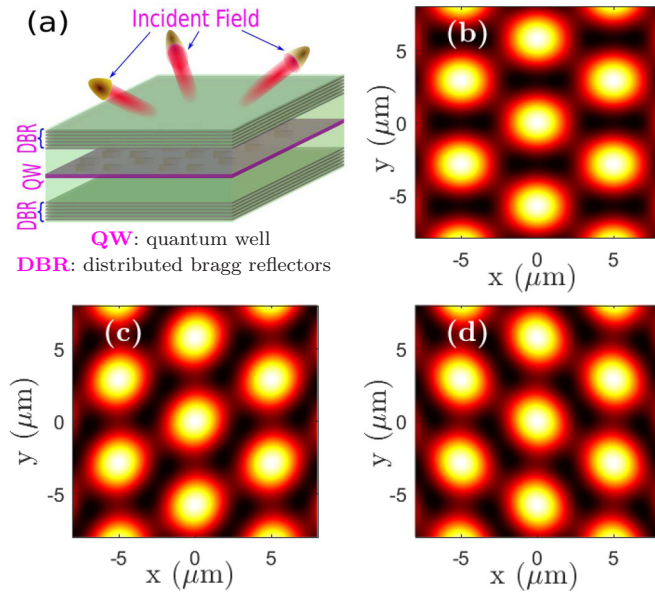 (a)
Incident Field
DBR
QW
DBR
QW: quantum well
DBR: distributed bragg reflectors
(b)
y (μm)
5
0
-5
-5
0
5
x (μm)
(c)
y (μm)
5
0
-5
-5
0
5
x (μm)
(d)
y (μm)
5
0
-5
-5
0
5
x (μm)